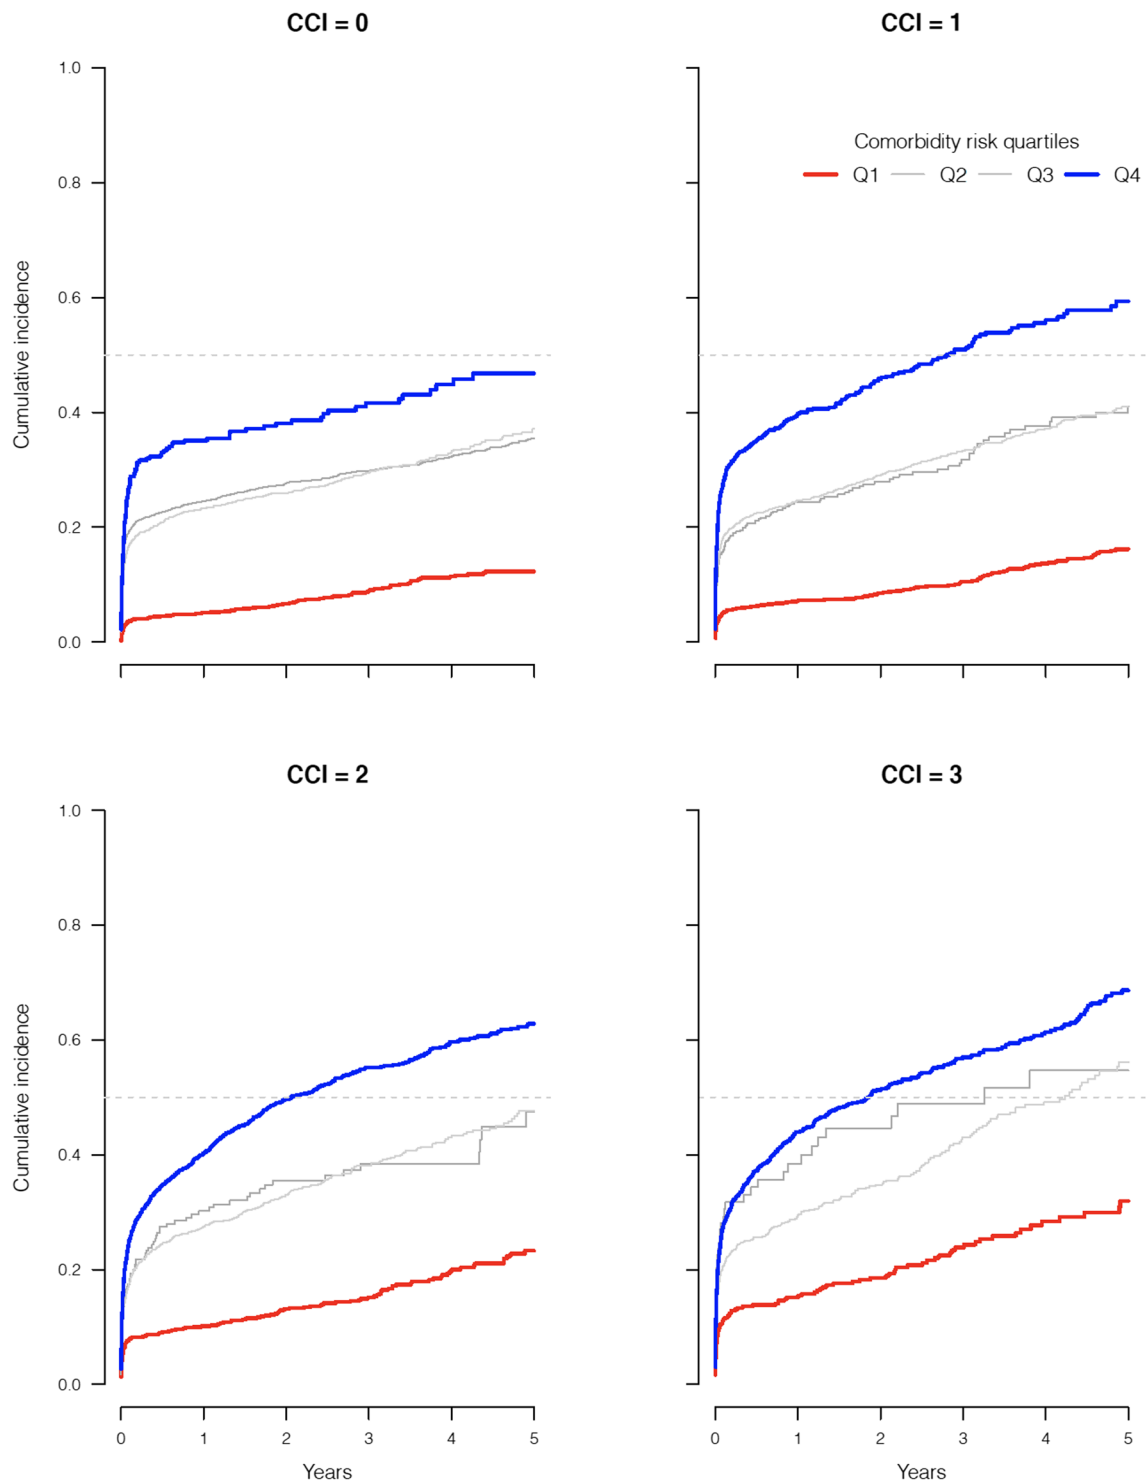 CCI = 0
CCI = 1
1.0
0.8
0.6
0.4
0.2
0.0
Cumulative incidence
Comorbidity risk quartiles
Q1 Q2 Q3 Q4
CCI = 2
CCI = 3
1.0
0.8
0.6
0.4
0.2
0.0
Cumulative incidence
0 1 2 3 4 5
0 1 2 3 4 5
Years
Years